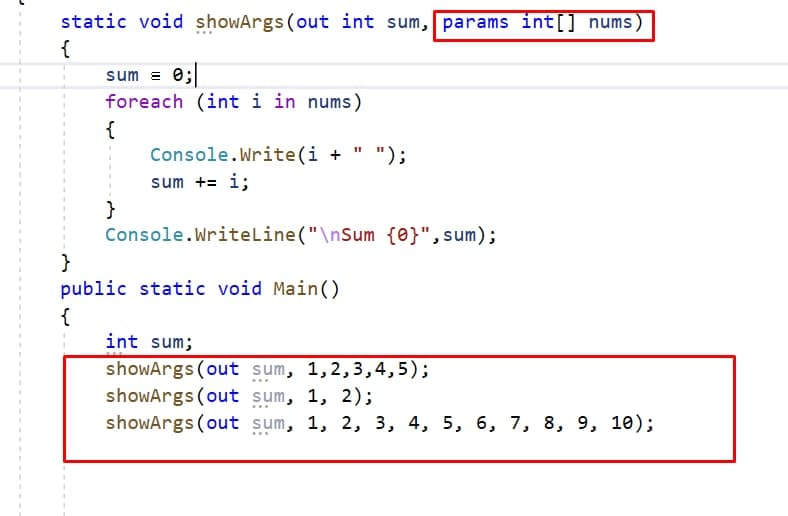 static void showArgs(out int sum, params int[] nums)
{
sum = 0;
foreach (int i in nums)
{
Console.Write(i + " ");
sum += i;
}
Console.WriteLine("\nSum {0}",sum);
}
public static void Main()
{
int sum;
showArgs(out sum, 1,2,3,4,5);
showArgs(out sum, 1, 2);
showArgs(out sum, 1, 2, 3, 4, 5, 6, 7, 8, 9, 10);